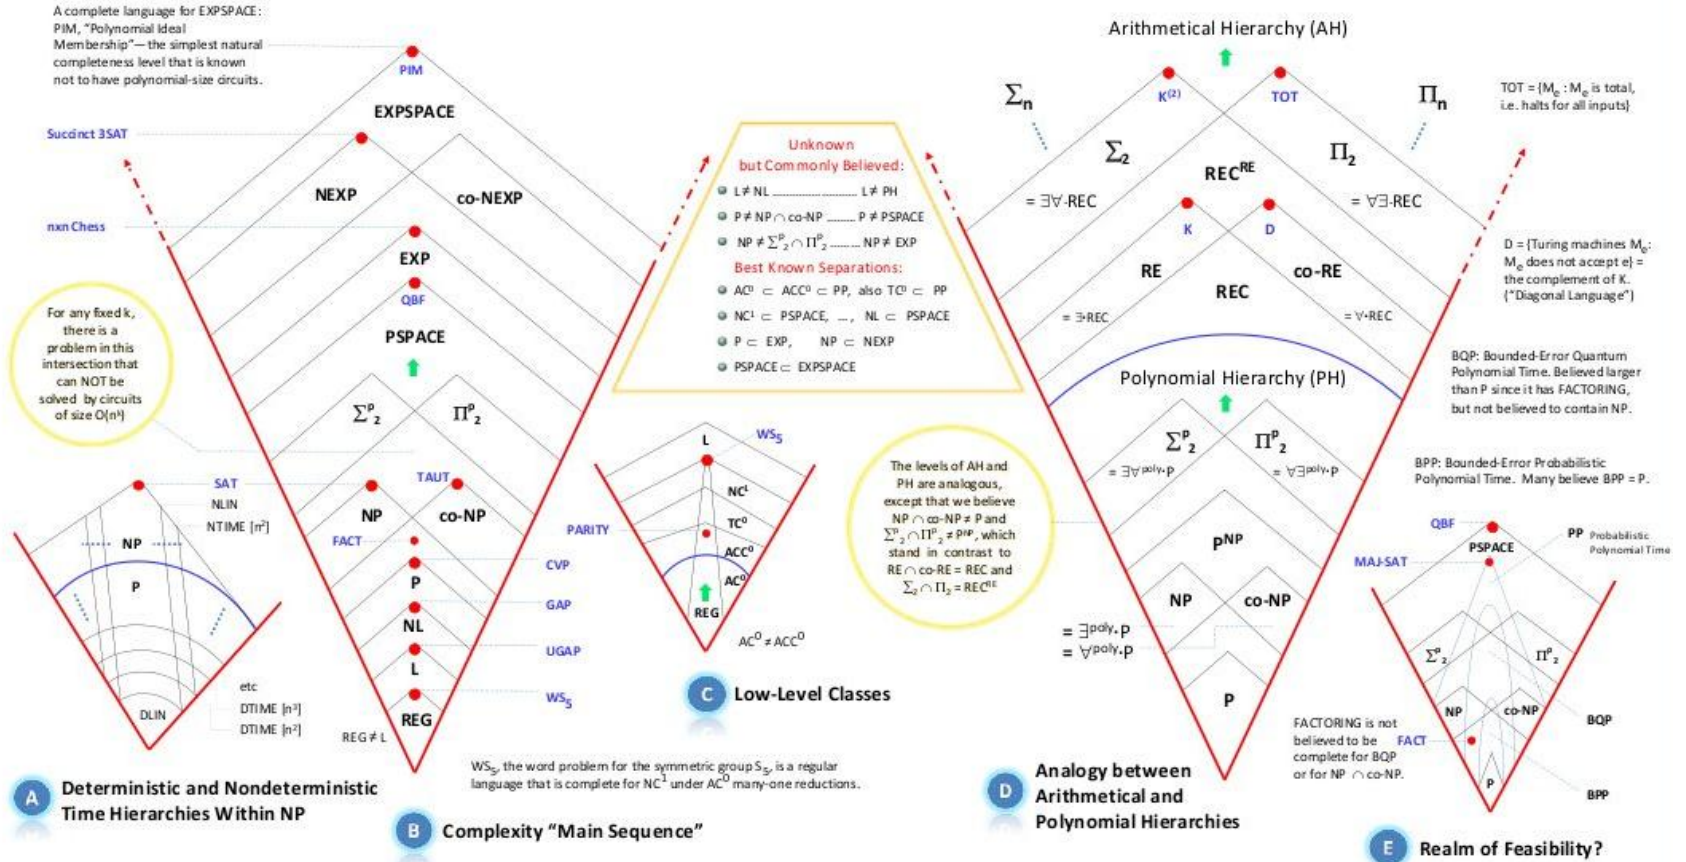 A complete language for EXPSPACE:
PIM, “Polynomial Ideal
Membership”— the simplest natural
completeness level that is known
not to have polynomial-size circuits.
PIM
EXPSPACE
Succinct 3SAT
NEXP
co-NEXP
nxn Chess
EXP
QBF
PSPACE
For any fixed k,
there is a
problem in this
intersection that
can NOT be
solved by circuits
of size O(nᵏ)
Σᵖ₂
Πᵖ₂
SAT
TAUT
NP
co-NP
FACT
CVP
P
GAP
NL
UGAP
L
WS₅
REG
REG ≠ L
NLIN
NTIME [n²]
NP
P
DLIN
etc
DTIME [n³]
DTIME [n²]
A
Deterministic and Nondeterministic
Time Hierarchies Within NP
WS₅, the word problem for the symmetric group S₅, is a regular
language that is complete for NC¹ under AC⁰ many-one reductions.
B
Complexity “Main Sequence”
Unknown
but Commonly Believed:
L ≠ NL ........................ L ≠ PH
P ≠ NP ∩ co-NP ......... P ≠ PSPACE
NP ≠ Σᵖ₂ ∩ Πᵖ₂ ......... NP ≠ EXP
Best Known Separations:
AC⁰ ⊂ ACC⁰ ⊂ PP, also TC⁰ ⊂ PP
NC¹ ⊂ PSPACE, ..., NL ⊂ PSPACE
P ⊂ EXP, NP ⊂ NEXP
PSPACE ⊂ EXPSPACE
L
WS₅
NC¹
TC⁰
PARITY
ACC⁰
AC⁰
REG
AC⁰ ≠ ACC⁰
C
Low-Level Classes
Arithmetical Hierarchy (AH)
Σₙ
K⁽²⁾
TOT
Πₙ
TOT = {Mₑ : Mₑ is total,
i.e. halts for all inputs}
Σ₂
Π₂
RECᴿᴱ
= ∃∀·REC
= ∀∃·REC
K
D
RE
co-RE
REC
= ∃·REC
= ∀·REC
D = {Turing machines Mₑ:
Mₑ does not accept e} =
the complement of K.
(“Diagonal Language”)
Polynomial Hierarchy (PH)
Σᵖ₂
Πᵖ₂
= ∃∀ᵖᵒˡʸ·P
= ∀∃ᵖᵒˡʸ·P
The levels of AH and
PH are analogous,
except that we believe
NP ∩ co-NP ≠ P and
Σᵖ₂ ∩ Πᵖ₂ ≠ Pᴺᴾ, which
stand in contrast to
RE ∩ co-RE = REC and
Σ₂ ∩ Π₂ = RECᴿᴱ
Pᴺᴾ
NP
co-NP
= ∃ᵖᵒˡʸ·P
= ∀ᵖᵒˡʸ·P
P
D
Analogy between
Arithmetical and
Polynomial Hierarchies
BQP: Bounded-Error Quantum
Polynomial Time. Believed larger
than P since it has FACTORING,
but not believed to contain NP.
BPP: Bounded-Error Probabilistic
Polynomial Time. Many believe BPP = P.
QBF
PSPACE
PP Probabilistic
Polynomial Time
MAJ-SAT
Σᵖ₂
Πᵖ₂
NP
co-NP
BQP
FACT
P
BPP
FACTORING is not
believed to be
complete for BQP
or for NP ∩ co-NP.
E
Realm of Feasibility?